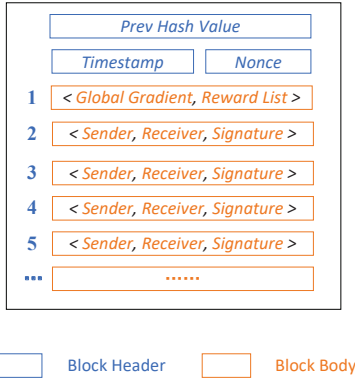 Prev Hash Value
Timestamp Nonce
1 < Global Gradient, Reward List >
2 < Sender, Receiver, Signature >
3 < Sender, Receiver, Signature >
4 < Sender, Receiver, Signature >
5 < Sender, Receiver, Signature >
... ......
Block Header Block Body